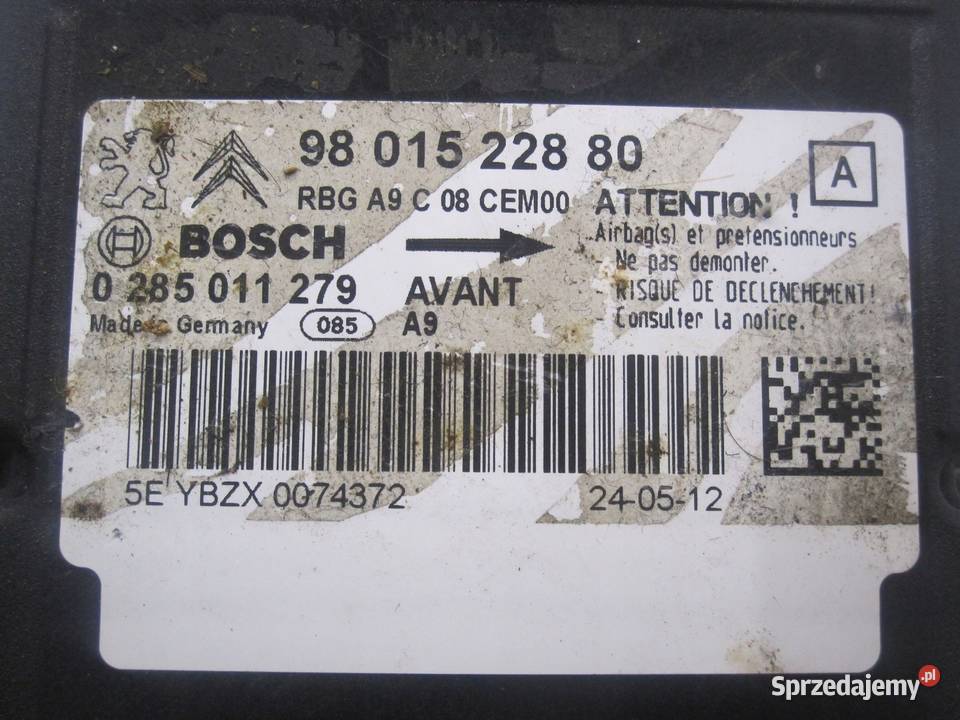 98 015 228 80
RBG A9 C 08 CEM00
ATTENTION !
A
BOSCH
Airbag(s) et pretensionneurs
- Ne pas demonter.
0 285 011 279
AVANT
- RISQUE DE DECLENCHEMENT!
Made in Germany
085
A9
- Consulter la notice.
5E YBZX 0074372
24-05-12
Sprzedajemy.pl